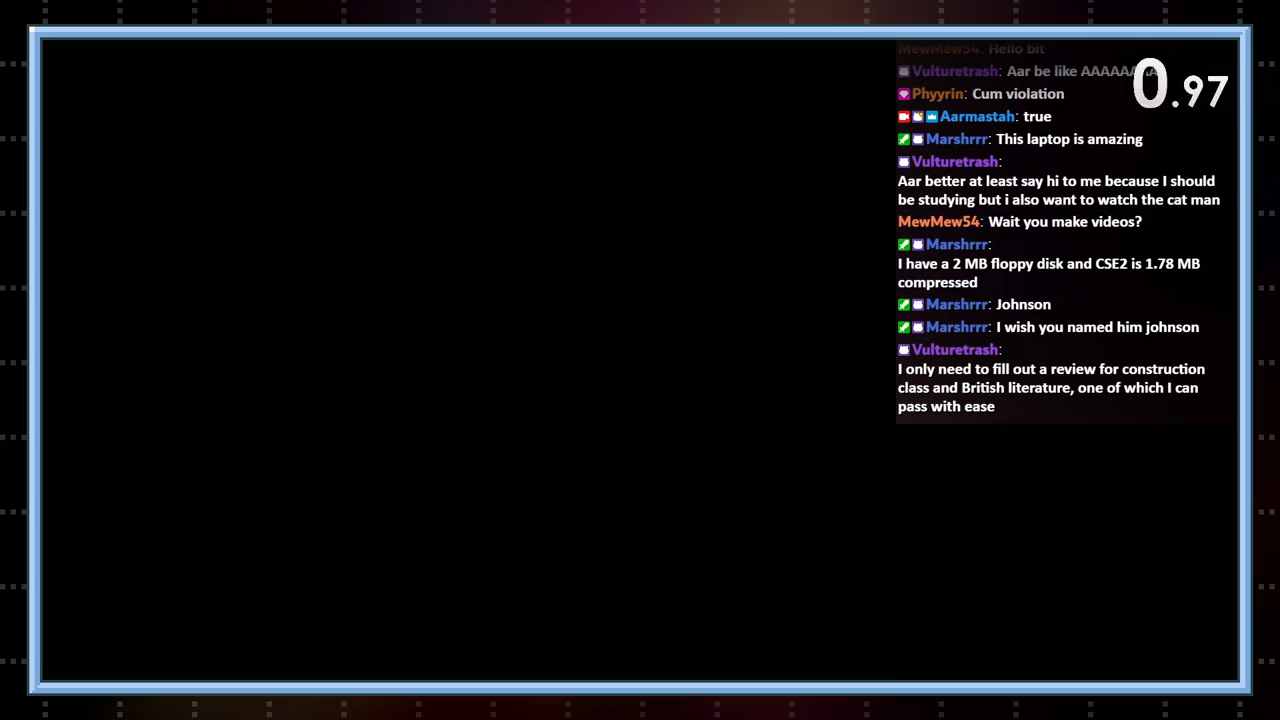 MewMew54: Hello bit
Vulturetrash: Aar be like AAAAAAAA
0.97
Phyyrin: Cum violation
Aarmastah: true
Marshrrr: This laptop is amazing
Vulturetrash:
Aar better at least say hi to me because I should
be studying but i also want to watch the cat man
MewMew54: Wait you make videos?
Marshrrr:
I have a 2 MB floppy disk and CSE2 is 1.78 MB
compressed
Marshrrr: Johnson
Marshrrr: I wish you named him johnson
Vulturetrash:
I only need to fill out a review for construction
class and British literature, one of which I can
pass with ease